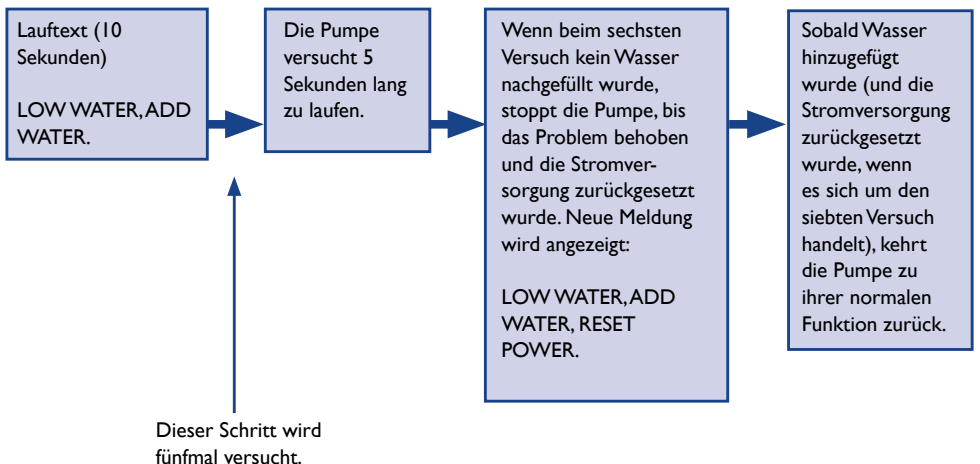 Lauftext (10
Sekunden)
LOW WATER, ADD
WATER.
Die Pumpe
versucht 5
Sekunden lang
zu laufen.
Wenn beim sechsten
Versuch kein Wasser
nachgefüllt wurde,
stoppt die Pumpe, bis
das Problem behoben
und die Stromver-
sorgung zurückgesetzt
wurde. Neue Meldung
wird angezeigt:
LOW WATER, ADD
WATER, RESET
POWER.
Sobald Wasser
hinzugefügt
wurde (und die
Stromversorgung
zurückgesetzt
wurde, wenn
es sich um den
siebten Versuch
handelt), kehrt
die Pumpe zu
ihrer normalen
Funktion zurück.
Dieser Schritt wird
fünfmal versucht.